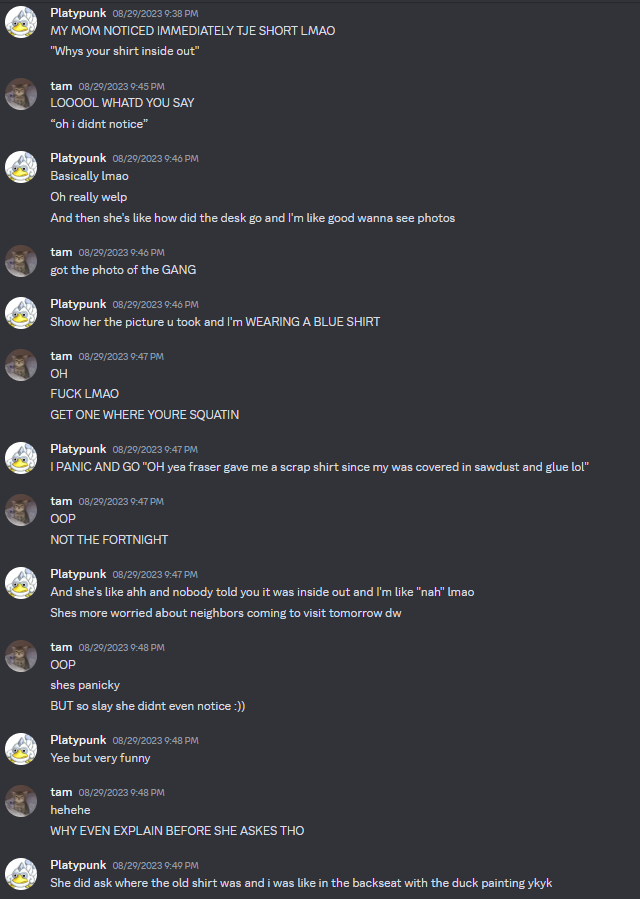 Platypunk 08/29/2023 9:38 PM
MY MOM NOTICED IMMEDIATELY TJE SHORT LMAO
"Whys your shirt inside out"
tam 08/29/2023 9:45 PM
LOOOOL WHATD YOU SAY
“oh i didnt notice”
Platypunk 08/29/2023 9:46 PM
Basically lmao
Oh really welp
And then she's like how did the desk go and I'm like good wanna see photos
tam 08/29/2023 9:46 PM
got the photo of the GANG
Platypunk 08/29/2023 9:46 PM
Show her the picture u took and I'm WEARING A BLUE SHIRT
tam 08/29/2023 9:47 PM
OH
FUCK LMAO
GET ONE WHERE YOURE SQUATIN
Platypunk 08/29/2023 9:47 PM
I PANIC AND GO "OH yea fraser gave me a scrap shirt since my was covered in sawdust and glue lol"
tam 08/29/2023 9:47 PM
OOP
NOT THE FORTNIGHT
Platypunk 08/29/2023 9:47 PM
And she's like ahh and nobody told you it was inside out and I'm like "nah" lmao
Shes more worried about neighbors coming to visit tomorrow dw
tam 08/29/2023 9:48 PM
OOP
shes panicky
BUT so slay she didnt even notice :))
Platypunk 08/29/2023 9:48 PM
Yee but very funny
tam 08/29/2023 9:48 PM
hehehe
WHY EVEN EXPLAIN BEFORE SHE ASKES THO
Platypunk 08/29/2023 9:49 PM
She did ask where the old shirt was and i was like in the backseat with the duck painting ykyk